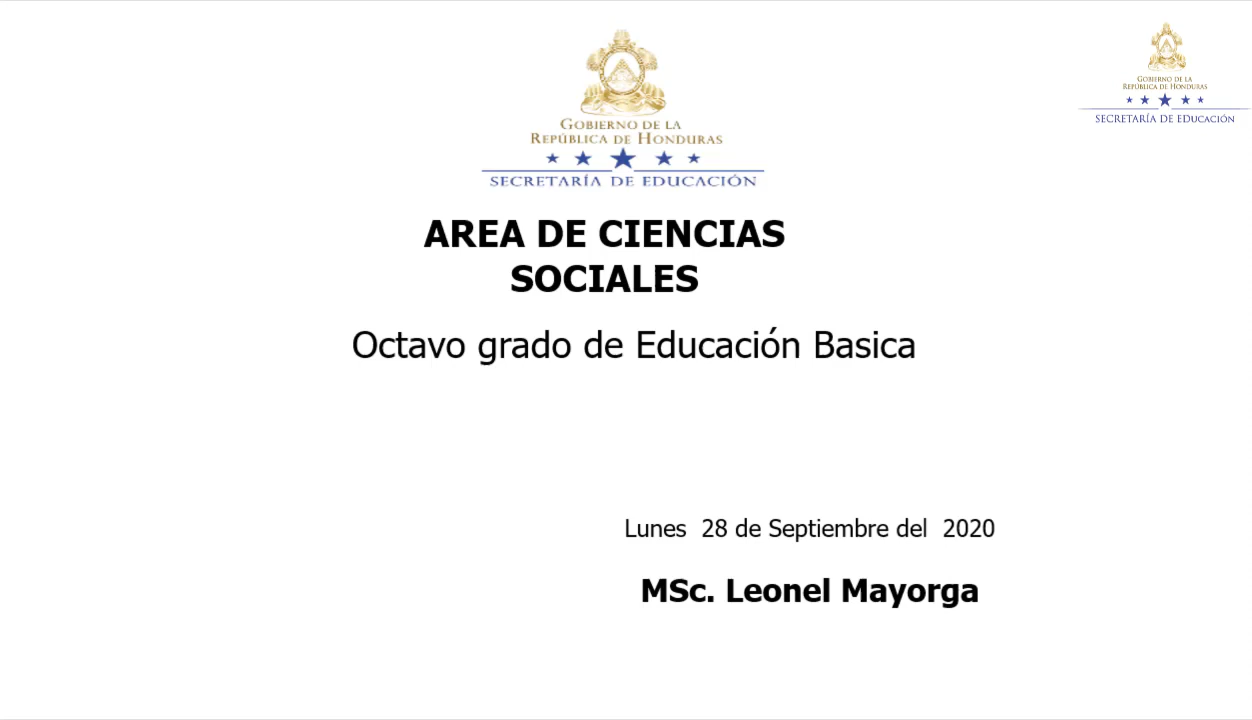 GOBIERNO DE LA
REPÚBLICA DE HONDURAS
SECRETARÍA DE EDUCACIÓN
GOBIERNO DE LA
REPÚBLICA DE HONDURAS
SECRETARÍA DE EDUCACIÓN
AREA DE CIENCIAS
SOCIALES
Octavo grado de Educación Basica
Lunes 28 de Septiembre del 2020
MSc. Leonel Mayorga